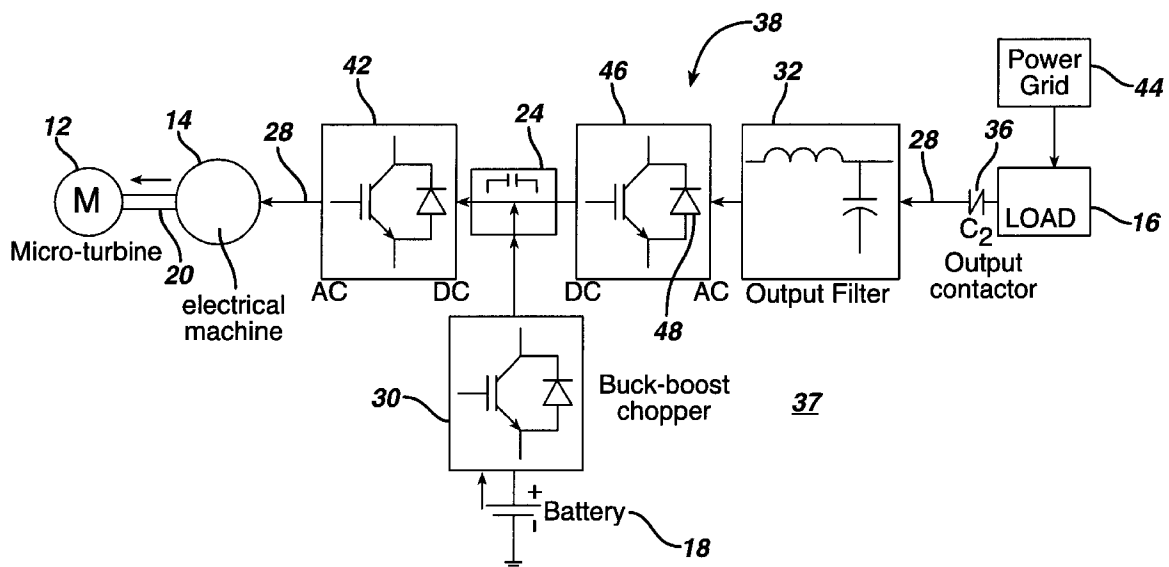 38
42
46
32
Power
Grid
44
12
14
28
24
28
36
M
LOAD
16
C2
Micro-turbine
20
AC
DC
DC
AC
Output Filter
Output
contactor
electrical
machine
48
30
Buck-boost
chopper
37
+
Battery
-
18